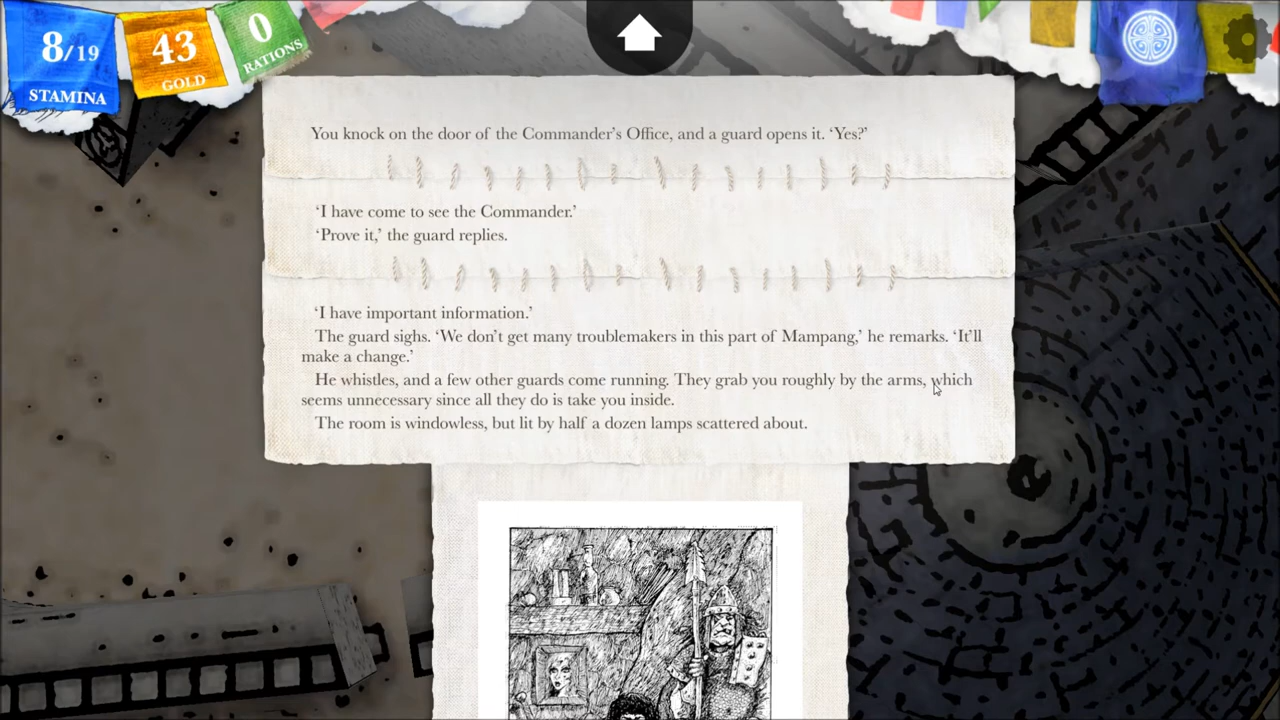 8/19
STAMINA
43
GOLD
0
RATIONS
You knock on the door of the Commander's Office, and a guard opens it. ‘Yes?’
‘I have come to see the Commander.’
‘Prove it,’ the guard replies.
‘I have important information.’
The guard sighs. ‘We don’t get many troublemakers in this part of Mampang,’ he remarks. ‘It’ll
make a change.’
He whistles, and a few other guards come running. They grab you roughly by the arms, which
seems unnecessary since all they do is take you inside.
The room is windowless, but lit by half a dozen lamps scattered about.